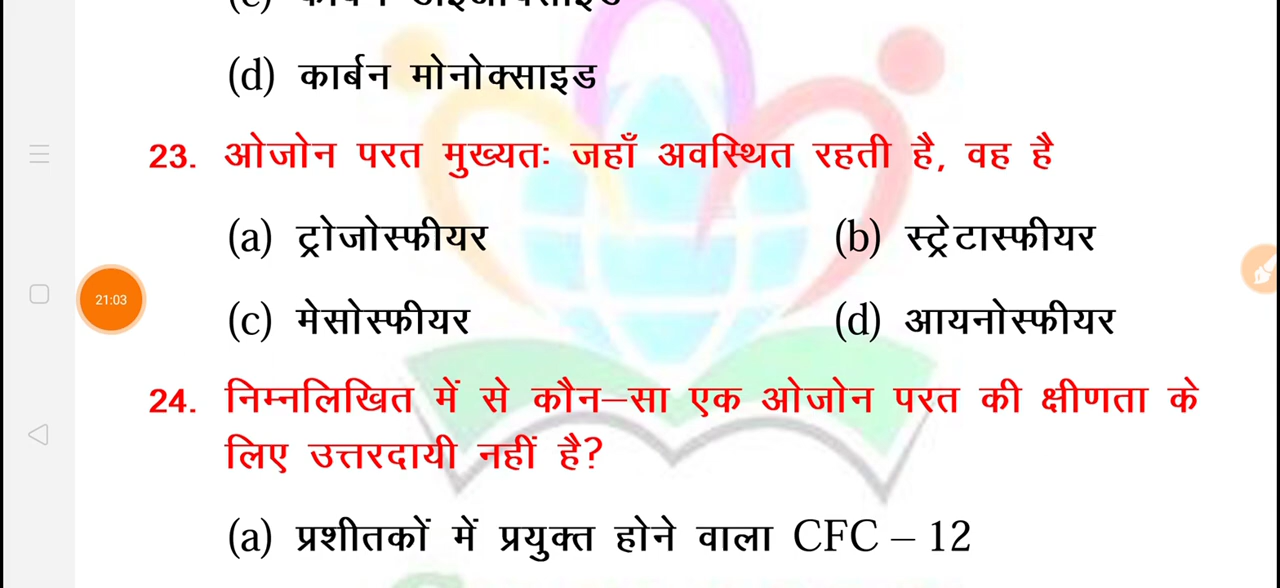 (d) कार्बन मोनोक्साइड
23. ओजोन परत मुख्यतः जहाँ अवस्थित रहती है, वह है
(a) ट्रोजोस्फीयर (b) स्ट्रेटास्फीयर
21:03
(c) मेसोस्फीयर (d) आयनोस्फीयर
24. निम्नलिखित में से कौन–सा एक ओजोन परत की क्षीणता के
लिए उत्तरदायी नहीं है?
(a) प्रशीतकों में प्रयुक्त होने वाला CFC – 12